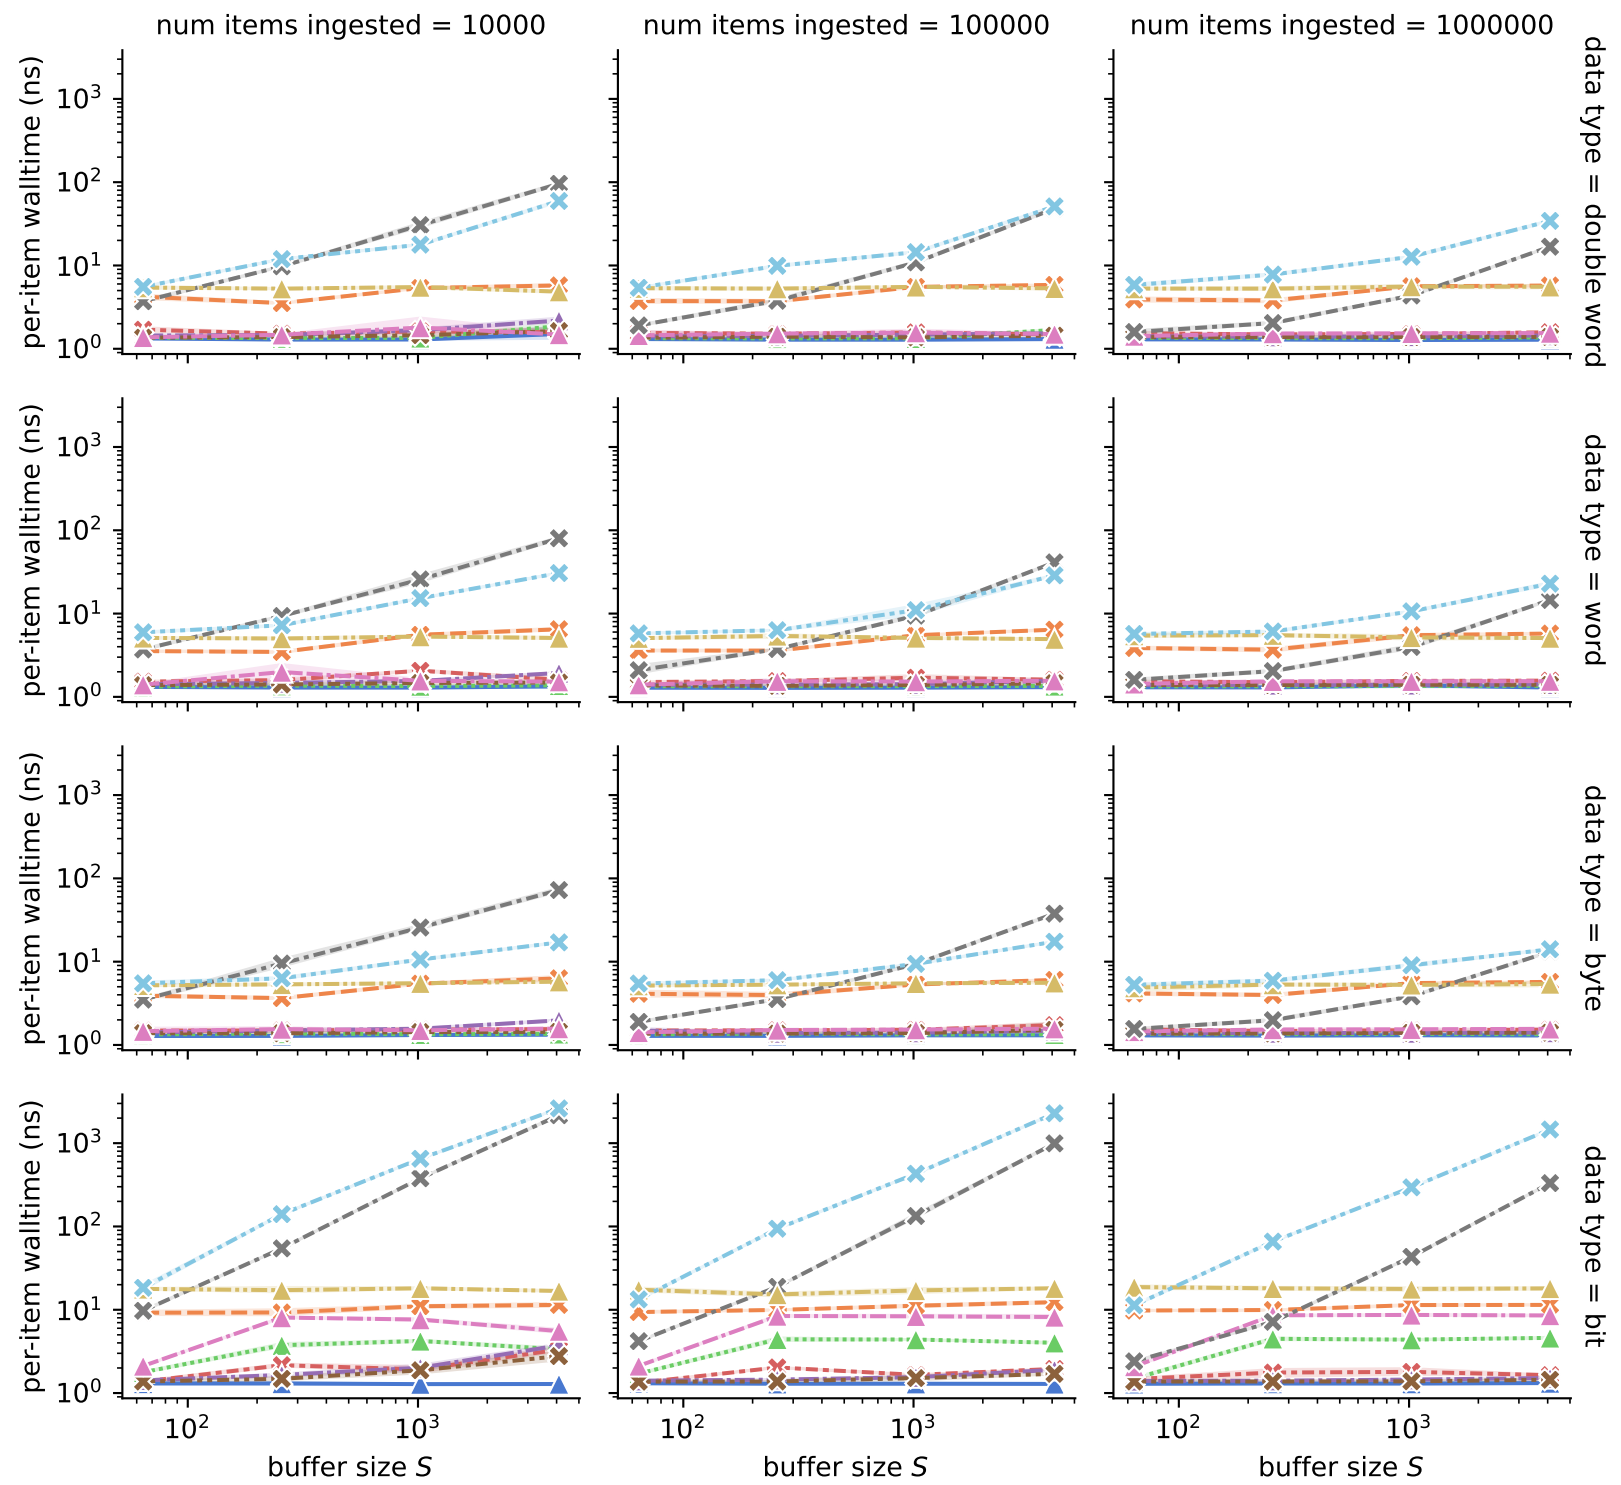 num items ingested = 10000
num items ingested = 100000
num items ingested = 1000000
per-item walltime (ns)
10³
10²
10¹
10⁰
data type = double word
per-item walltime (ns)
10³
10²
10¹
10⁰
data type = word
per-item walltime (ns)
10³
10²
10¹
10⁰
data type = byte
per-item walltime (ns)
10³
10²
10¹
10⁰
data type = bit
10² 10³
10² 10³
10² 10³
buffer size S
buffer size S
buffer size S